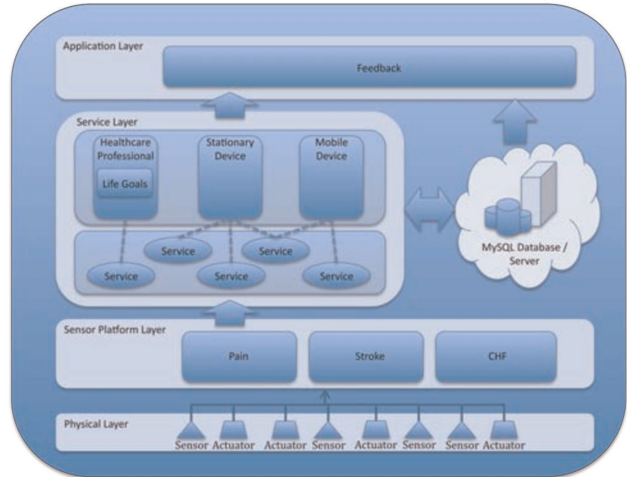 Application Layer
Feedback
Service Layer
Healthcare
Professional
Life Goals
Stationary
Device
Mobile
Device
Service
Service
Service
Service
Service
MySQL Database /
Server
Sensor Platform Layer
Pain
Stroke
CHF
Physical Layer
Sensor Actuator Actuator Sensor Actuator Sensor Sensor Actuator